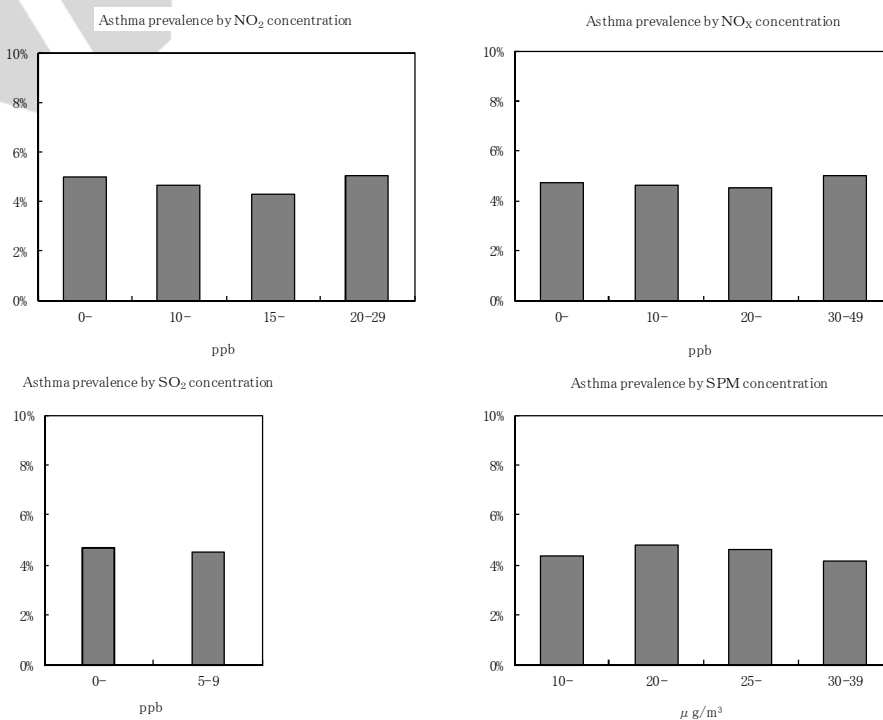 Asthma prevalence by NO₂ concentration
10%
8%
6%
4%
2%
0%
0- 10- 15- 20-29
ppb
Asthma prevalence by NOX concentration
10%
8%
6%
4%
2%
0%
0- 10- 20- 30-49
ppb
Asthma prevalence by SO₂ concentration
10%
8%
6%
4%
2%
0%
0- 5-9
ppb
Asthma prevalence by SPM concentration
10%
8%
6%
4%
2%
0%
10- 20- 25- 30-39
μ g/m³